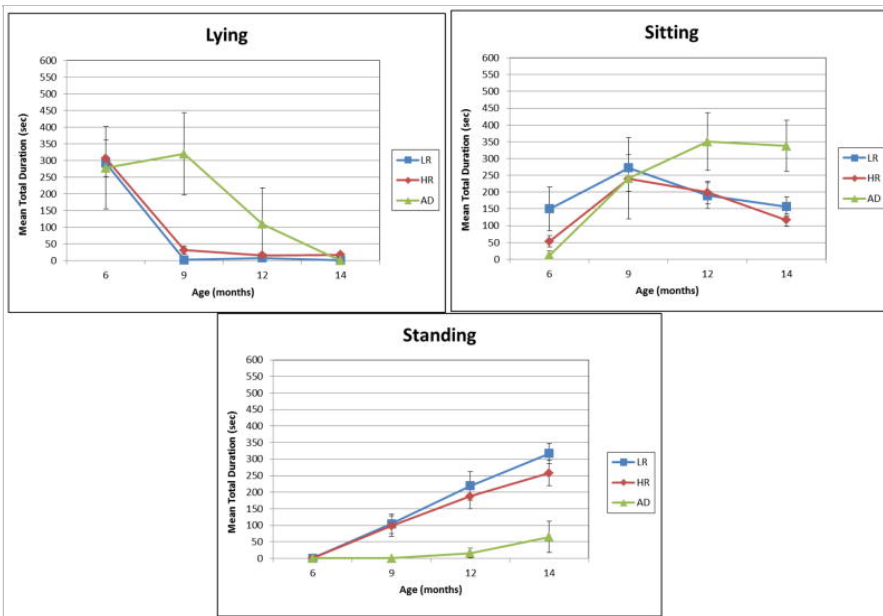 Lying
Mean Total Duration (sec)
600
550
500
450
400
350
300
250
200
150
100
50
0
6
9
12
14
Age (months)
LR
HR
AD
Sitting
Mean Total Duration (sec)
600
550
500
450
400
350
300
250
200
150
100
50
0
6
9
12
14
Age (months)
LR
HR
AD
Standing
Mean Total Duration (sec)
600
550
500
450
400
350
300
250
200
150
100
50
0
6
9
12
14
Age (months)
LR
HR
AD